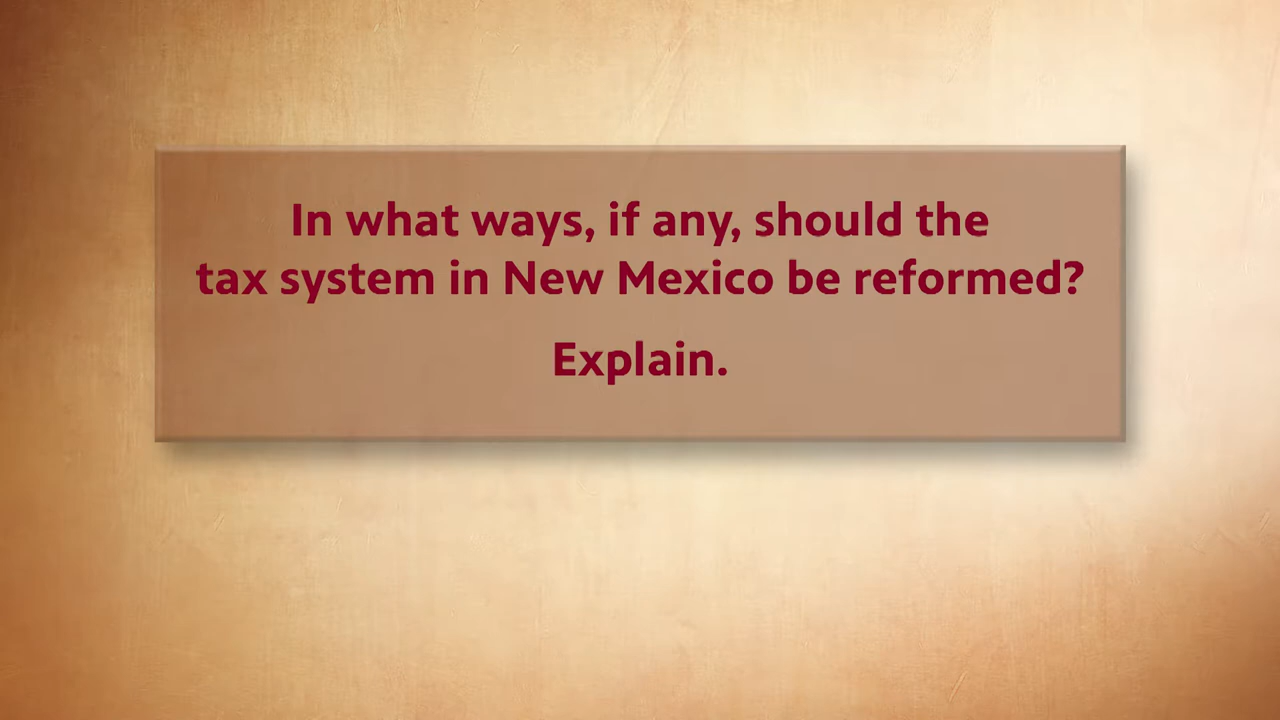 In what ways, if any, should the
tax system in New Mexico be reformed?
Explain.